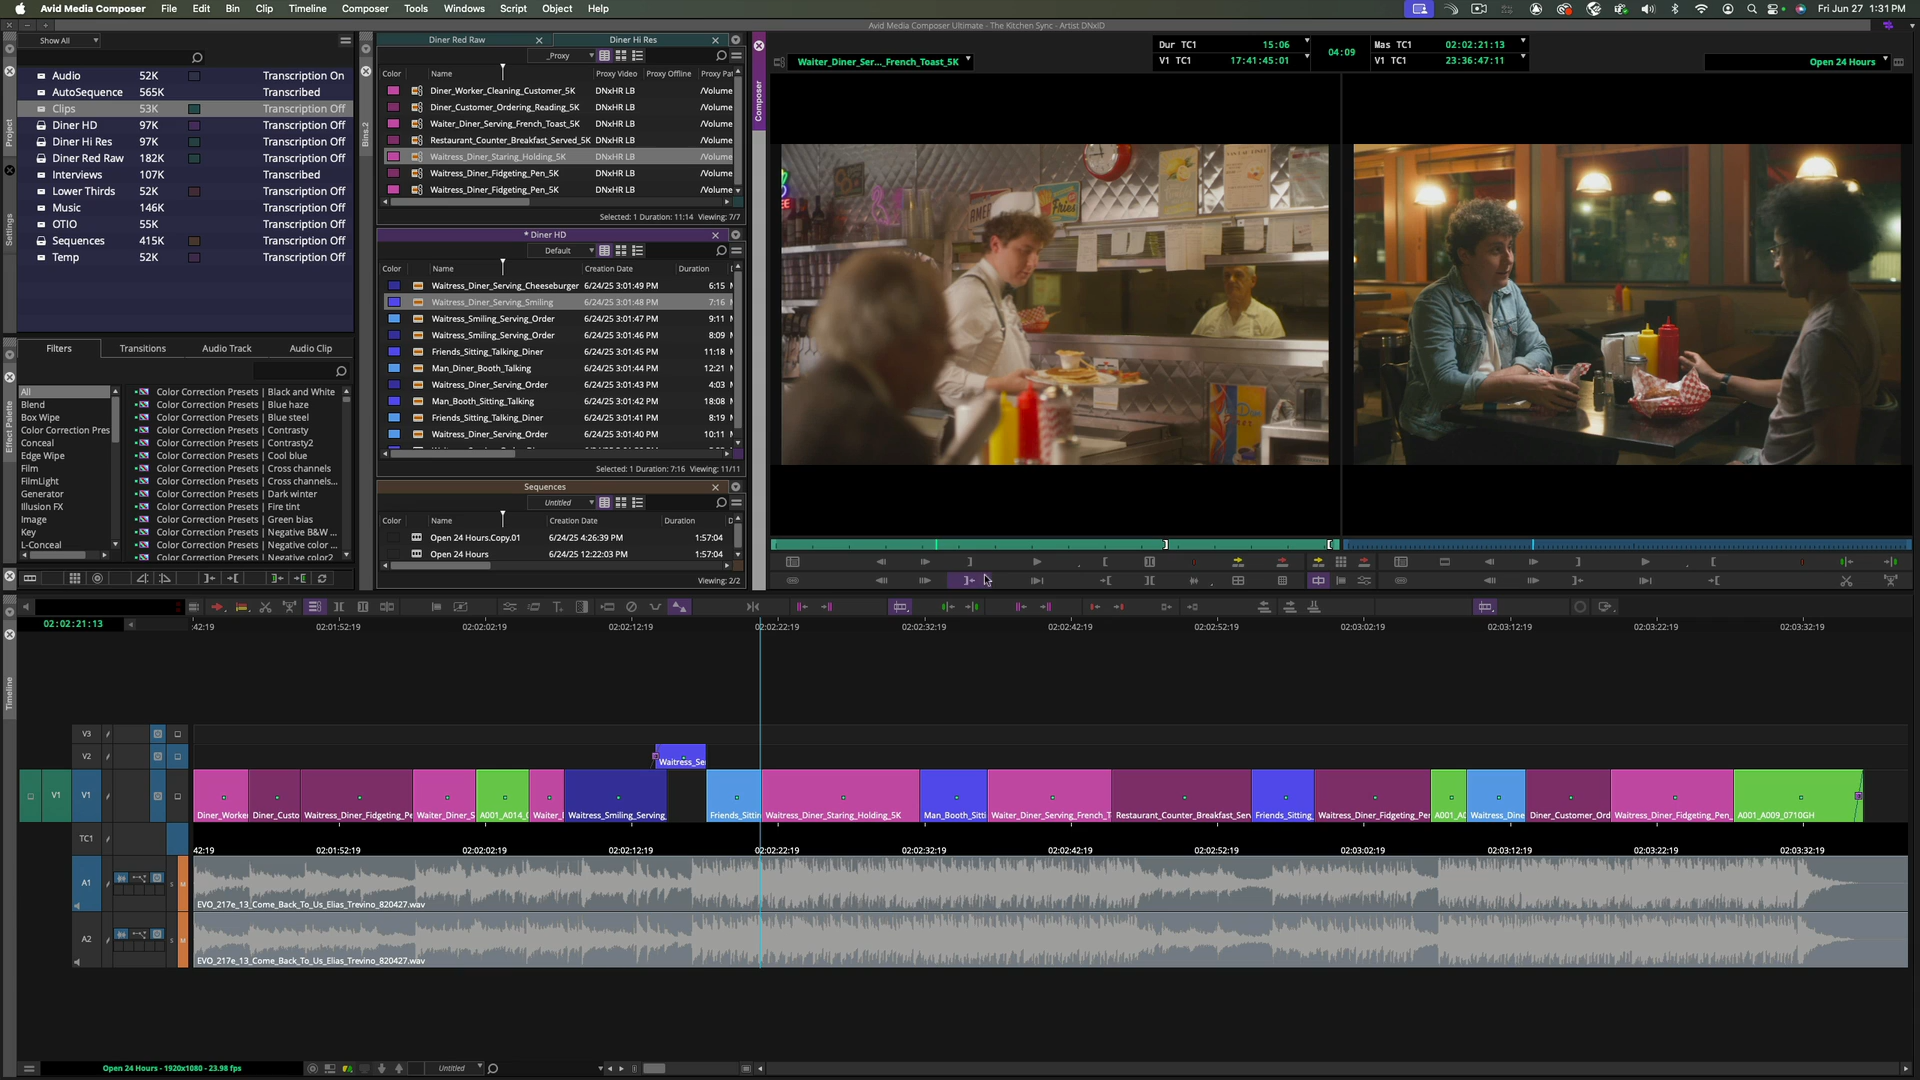 Avid Media Composer File Edit Bin Clip Timeline Composer Tools Windows Script Object Help
Fri Jun 27 1:31 PM
Avid Media Composer Ultimate - The Kitchen Sync - Artist DNxID
Show All
Audio 52K Transcription On
AutoSequence 565K Transcribed
Clips 53K Transcription Off
Diner HD 97K Transcription Off
Diner Hi Res 97K Transcription Off
Diner Red Raw 182K Transcription Off
Interviews 107K Transcribed
Lower Thirds 52K Transcription Off
Music 146K Transcription Off
OTIO 55K Transcription Off
Sequences 415K Transcription Off
Temp 52K Transcription Off
Project
Settings
Filters Transitions Audio Track Audio Clip
Effect Palette
All
Blend
Box Wipe
Color Correction Pres
Conceal
Edge Wipe
Film
FilmLight
Generator
Illusion FX
Image
Key
L-Conceal
Color Correction Presets | Black and White
Color Correction Presets | Blue haze
Color Correction Presets | Blue steel
Color Correction Presets | Contrasty
Color Correction Presets | Contrasty2
Color Correction Presets | Cool blue
Color Correction Presets | Cross channels
Color Correction Presets | Cross channels...
Color Correction Presets | Dark winter
Color Correction Presets | Fire tint
Color Correction Presets | Green bias
Color Correction Presets | Negative B&W ...
Color Correction Presets | Negative color ...
Color Correction Presets | Negative color2
Bins.2
Diner Red Raw Diner Hi Res
_Proxy
Color Name Proxy Video Proxy Offline Proxy Pat
Diner_Worker_Cleaning_Customer_5K DNxHR LB /Volume
Diner_Customer_Ordering_Reading_5K DNxHR LB /Volume
Waiter_Diner_Serving_French_Toast_5K DNxHR LB /Volume
Restaurant_Counter_Breakfast_Served_5K DNxHR LB /Volume
Waitress_Diner_Staring_Holding_5K DNxHR LB /Volume
Waitress_Diner_Fidgeting_Pen_5K DNxHR LB /Volume
Waitress_Diner_Fidgeting_Pen_5K DNxHR LB /Volume
Selected: 1 Duration: 11:14 Viewing: 7/7
* Diner HD
Default
Color Name Creation Date Duration
Waitress_Diner_Serving_Cheeseburger 6/24/25 3:01:49 PM 6:15
Waitress_Diner_Serving_Smiling 6/24/25 3:01:48 PM 7:16
Waitress_Smiling_Serving_Order 6/24/25 3:01:47 PM 9:11
Waitress_Smiling_Serving_Order 6/24/25 3:01:46 PM 8:09
Friends_Sitting_Talking_Diner 6/24/25 3:01:45 PM 11:18
Man_Diner_Booth_Talking 6/24/25 3:01:44 PM 12:21
Waitress_Diner_Serving_Order 6/24/25 3:01:43 PM 4:03
Man_Booth_Sitting_Talking 6/24/25 3:01:42 PM 18:08
Friends_Sitting_Talking_Diner 6/24/25 3:01:41 PM 8:19
Waitress_Diner_Serving_Order 6/24/25 3:01:40 PM 10:11
Selected: 1 Duration: 7:16 Viewing: 11/11
Sequences
Untitled
Color Name Creation Date Duration
Open 24 Hours.Copy.01 6/24/25 4:26:39 PM 1:57:04
Open 24 Hours 6/24/25 12:22:03 PM 1:57:04
Viewing: 2/2
Composer
Waiter_Diner_Ser..._French_Toast_5K
Dur TC1 15:06
V1 TC1 17:41:45:01
04:09
Mas TC1 02:02:21:13
V1 TC1 23:36:47:11
Open 24 Hours
Fries
02:02:21:13
:42:19 02:01:52:19 02:02:02:19 02:02:12:19 02:02:22:19 02:02:32:19 02:02:42:19 02:02:52:19 02:03:02:19 02:03:12:19 02:03:22:19 02:03:32:19
Timeline
V3
V2
Waitress_Se
V1 V1
Diner_Worke Diner_Custo Waitress_Diner_Fidgeting_Pe Waiter_Diner_S A001_A014_ Waiter_ Waitress_Smiling_Serving_ Friends_Sittin Waitress_Diner_Staring_Holding_5K Man_Booth_Sitti Waiter_Diner_Serving_French_T Restaurant_Counter_Breakfast_Serv Friends_Sitting_ Waitress_Diner_Fidgeting_Pen A001_A0 Waitress_Dine Diner_Customer_Ord Waitress_Diner_Fidgeting_Pen_ A001_A009_0710GH
TC1
42:19 02:01:52:19 02:02:02:19 02:02:12:19 02:02:22:19 02:02:32:19 02:02:42:19 02:02:52:19 02:03:02:19 02:03:12:19 02:03:22:19 02:03:32:19
A1 S M
EVO_217e_13_Come_Back_To_Us_Elias_Trevino_820427.wav
A2 S M
EVO_217e_13_Come_Back_To_Us_Elias_Trevino_820427.wav
Open 24 Hours - 1920x1080 - 23.98 fps
Untitled